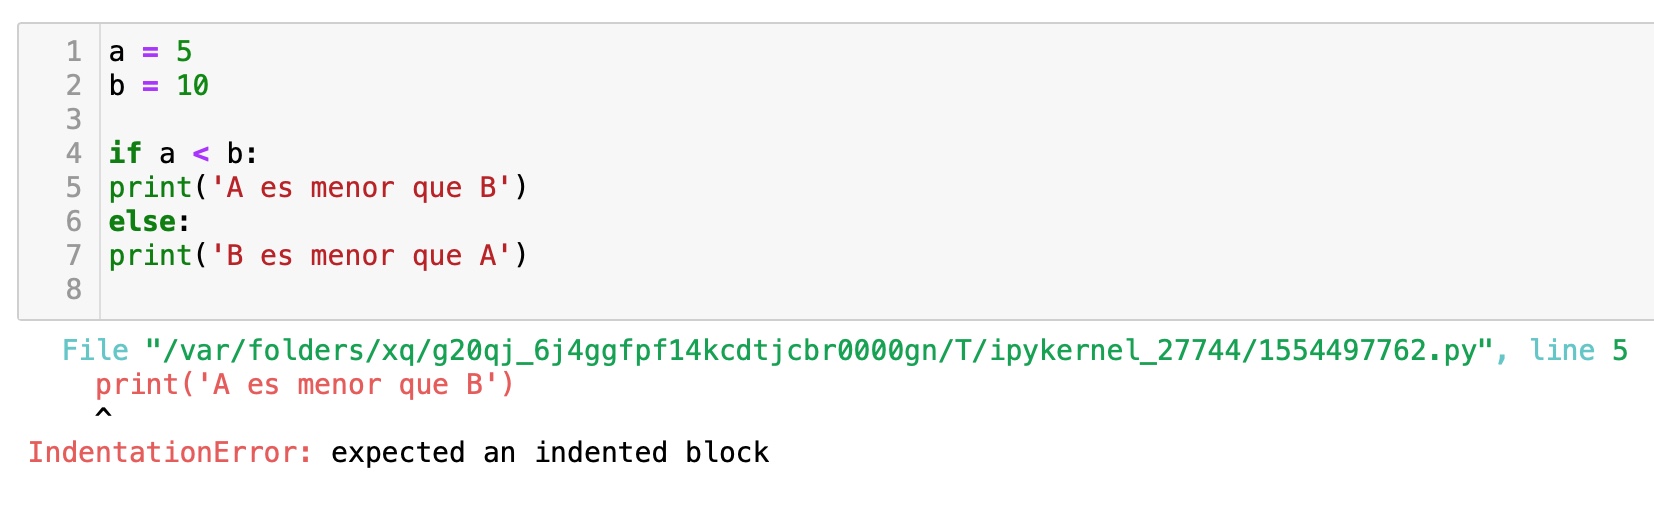 1 a = 5
2 b = 10
3
4 if a < b:
5 print('A es menor que B')
6 else:
7 print('B es menor que A')
8
File "/var/folders/xq/g20qj_6j4ggfpf14kcdtjcbr0000gn/T/ipykernel_27744/1554497762.py", line 5
print('A es menor que B')
^
IndentationError: expected an indented block